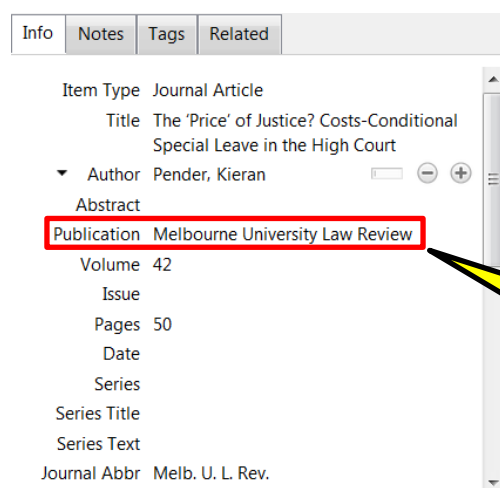 Info Notes Tags Related
Item Type Journal Article
Title The ‘Price’ of Justice? Costs-Conditional
Special Leave in the High Court
Author Pender, Kieran
Abstract
Publication Melbourne University Law Review
Volume 42
Issue
Pages 50
Date
Series
Series Title
Series Text
Journal Abbr Melb. U. L. Rev.